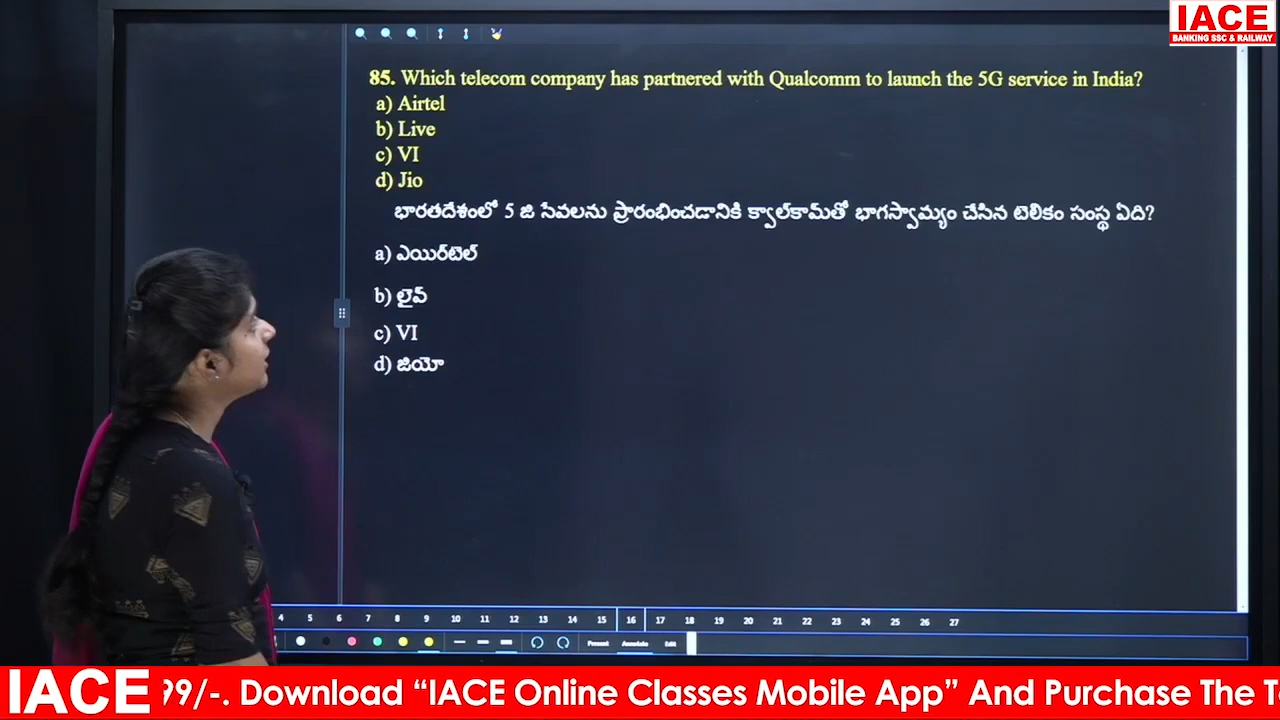 IACE
BANKING SSC & RAILWAY
85. Which telecom company has partnered with Qualcomm to launch the 5G service in India?
a) Airtel
b) Live
c) VI
d) Jio
భారతదేశంలో 5 జి సేవలను ప్రారంభించడానికి క్వాల్‌కామ్‌తో భాగస్వామ్యం చేసిన టెలికం సంస్థ ఏది?
a) ఎయిర్‌టెల్
b) లైవ్
c) VI
d) జియో
4 5 6 7 8 9 10 11 12 13 14 15 16 17 18 19 20 21 22 23 24 25 26 27
Present Annotate Edit
IACE 99/-. Download “IACE Online Classes Mobile App” And Purchase The T